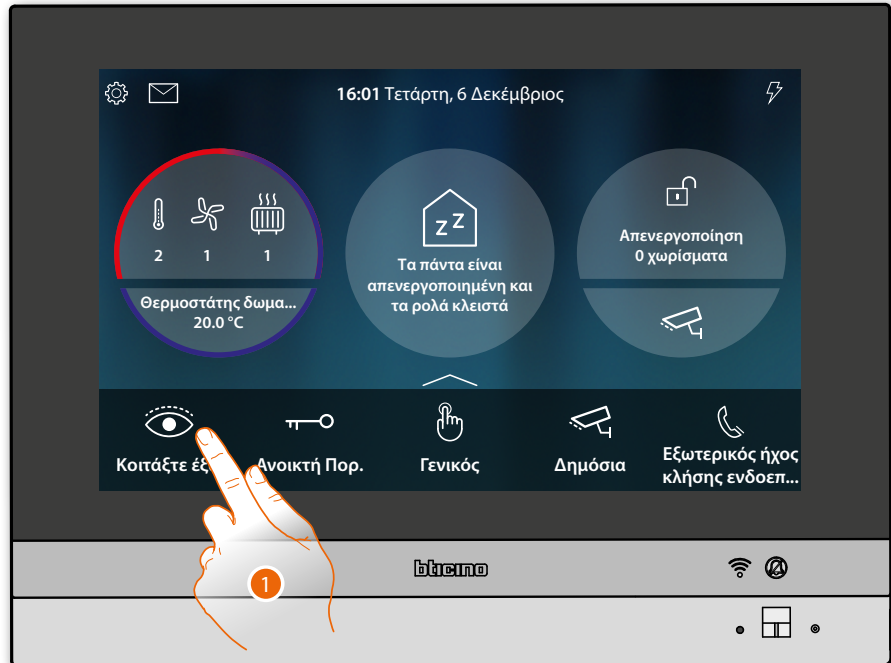 16:01 Τετάρτη, 6 Δεκέμβριος
2 1 1
Θερμοστάτης δωμα...
20.0 °C
Τα πάντα είναι
απενεργοποιημένη και
τα ρολά κλειστά
zz
Απενεργοποίηση
0 χωρίσματα
Κοιτάξτε έξ
Ανοικτή Πορ.
Γενικός
Δημόσια
Εξωτερικός ήχος
κλήσης ενδοεπ...
bticino
1